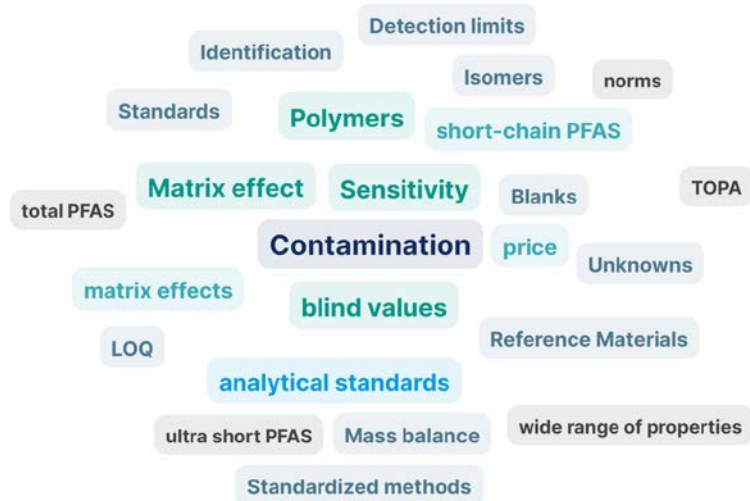 Detection limits
Identification
Isomers
norms
Standards
Polymers
short-chain PFAS
Matrix effect
Sensitivity
Blanks
TOPA
total PFAS
Contamination
price
Unknowns
matrix effects
blind values
LOQ
Reference Materials
analytical standards
ultra short PFAS
Mass balance
wide range of properties
Standardized methods